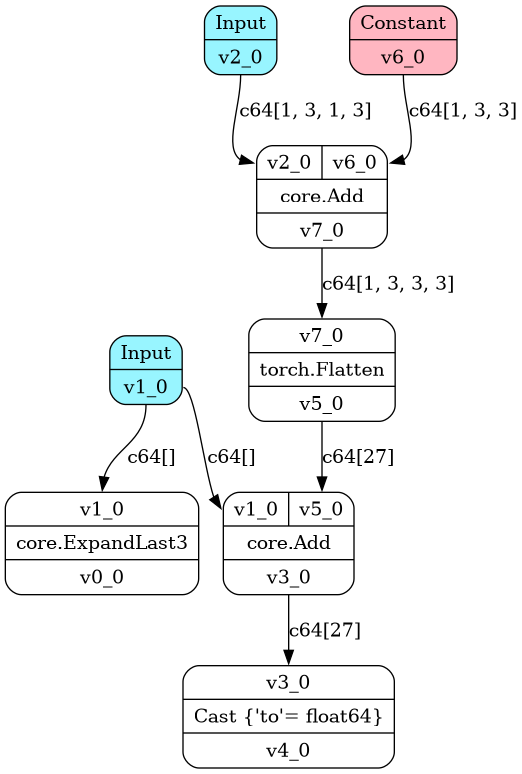 Input
v2_0
Constant
v6_0
c64[1, 3, 1, 3]
c64[1, 3, 3]
v2_0 v6_0
core.Add
v7_0
c64[1, 3, 3, 3]
v7_0
torch.Flatten
v5_0
Input
v1_0
c64[]
c64[]
c64[27]
v1_0
core.ExpandLast3
v0_0
v1_0 v5_0
core.Add
v3_0
c64[27]
v3_0
Cast {'to'= float64}
v4_0